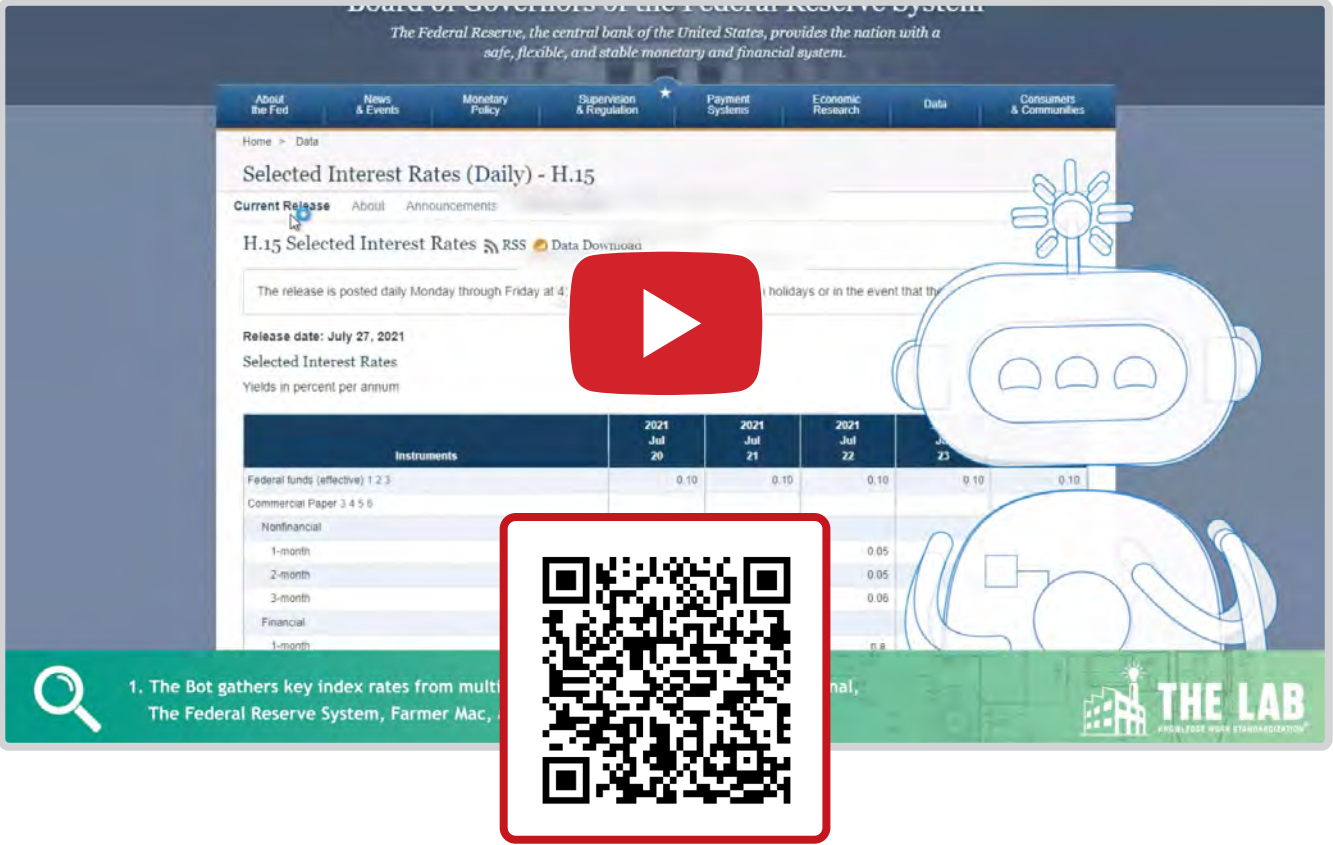 Board of Governors of the Federal Reserve System
The Federal Reserve, the central bank of the United States, provides the nation with a
safe, flexible, and stable monetary and financial system.
About the Fed
News & Events
Monetary Policy
Supervision & Regulation
Payment Systems
Economic Research
Data
Consumers & Communities
Home > Data
Selected Interest Rates (Daily) - H.15
Current Release About Announcements
H.15 Selected Interest Rates RSS Data Download
The release is posted daily Monday through Friday at 4: holidays or in the event that the
Release date: July 27, 2021
Selected Interest Rates
Yields in percent per annum
Instruments 2021 Jul 20 2021 Jul 21 2021 Jul 22 23
Federal funds (effective) 1 2 3 0.10 0.10 0.10 0.10 0.10
Commercial Paper 3 4 5 6
Nonfinancial
1-month 0.05
2-month 0.05
3-month 0.06
Financial
1-month n.a
1. The Bot gathers key index rates from
The Federal Reserve System, Farmer Mac,
THE LAB
KNOWLEDGE WORK STANDARDIZATION